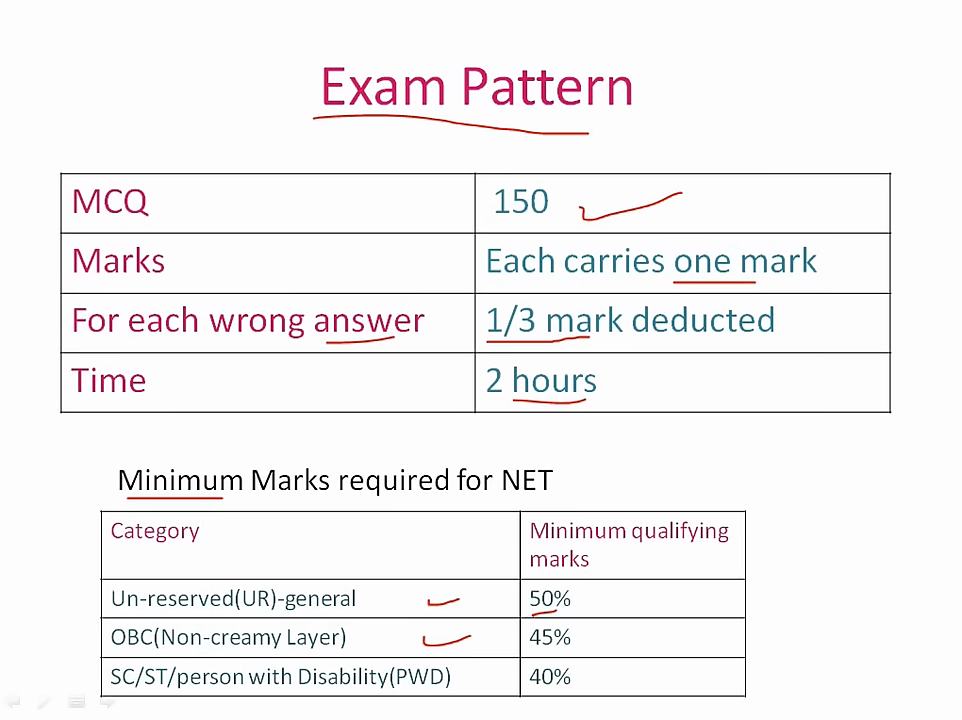 Exam Pattern
MCQ 150
Marks Each carries one mark
For each wrong answer 1/3 mark deducted
Time 2 hours
Minimum Marks required for NET
Category Minimum qualifying
marks
Un-reserved(UR)-general 50%
OBC(Non-creamy Layer) 45%
SC/ST/person with Disability(PWD) 40%